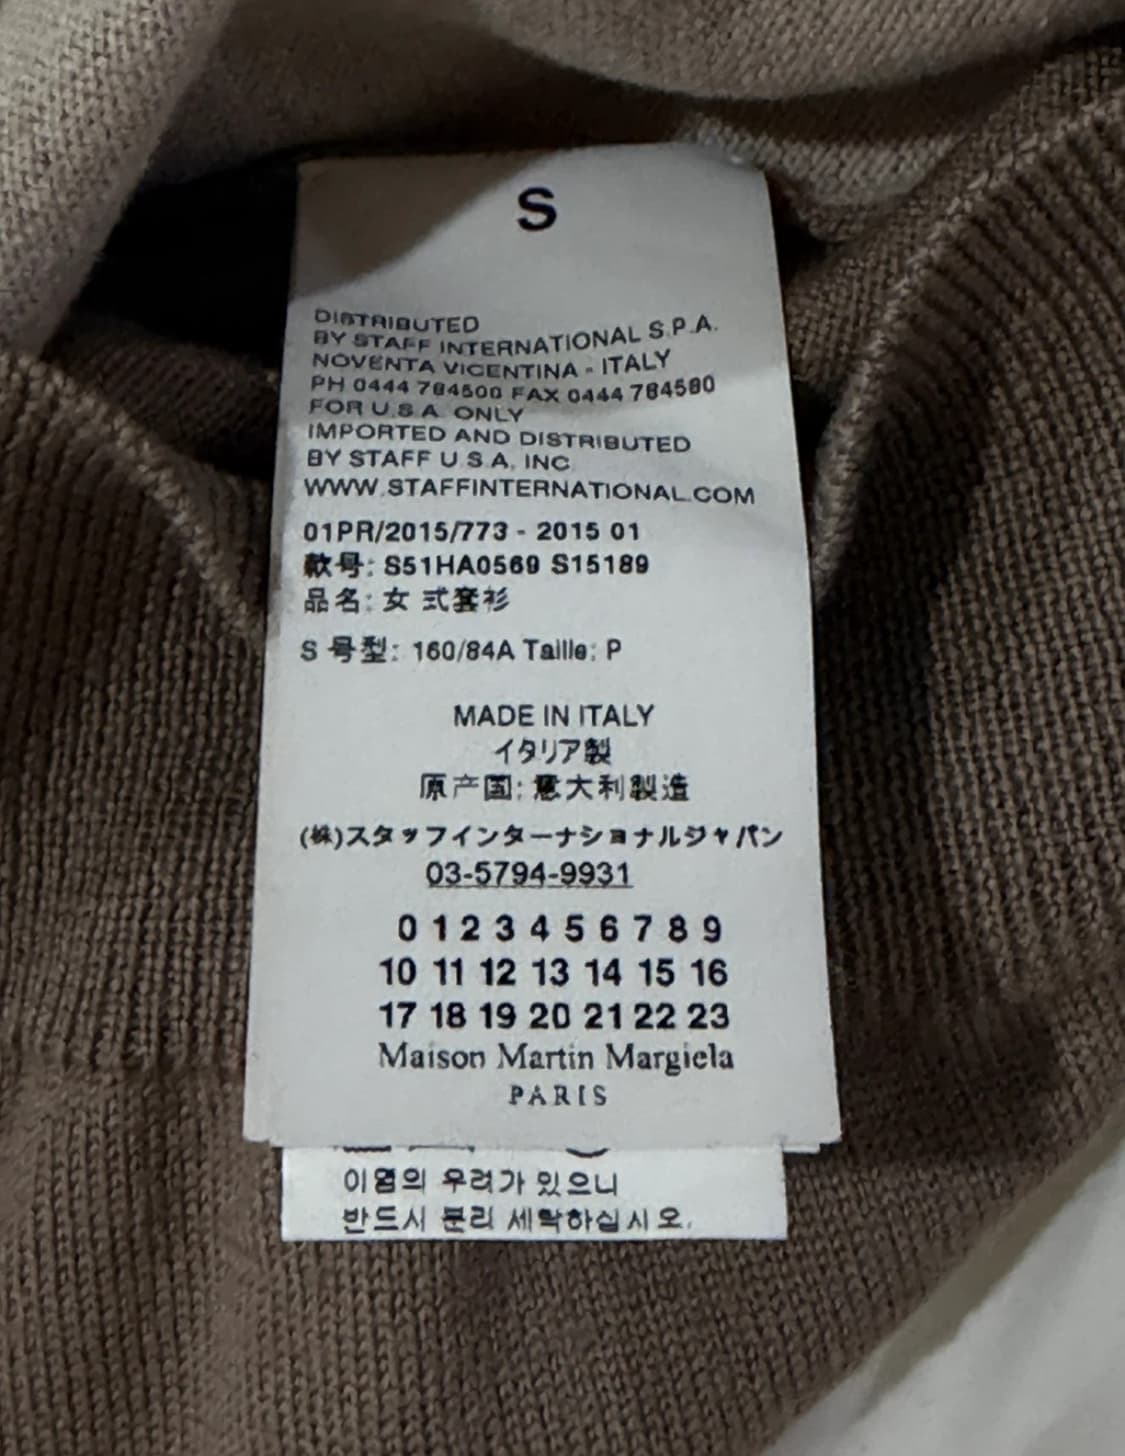 S
DISTRIBUTED
BY STAFF INTERNATIONAL S.P.A.
NOVENTA VICENTINA - ITALY
PH 0444 784500 FAX 0444 784580
FOR U.S.A. ONLY
IMPORTED AND DISTRIBUTED
BY STAFF U.S.A. INC
WWW.STAFFINTERNATIONAL.COM
01PR/2015/773 - 2015 01
款号: S51HA0569 S15189
品名: 女 式套衫
S 号型: 160/84A Taille: P
MADE IN ITALY
イタリア製
原产国: 意大利製造
(株)スタッフインターナショナルジャパン
03-5794-9931
0 1 2 3 4 5 6 7 8 9
10 11 12 13 14 15 16
17 18 19 20 21 22 23
Maison Martin Margiela
PARIS
이염의 우려가 있으니
반드시 분리 세탁하십시오.